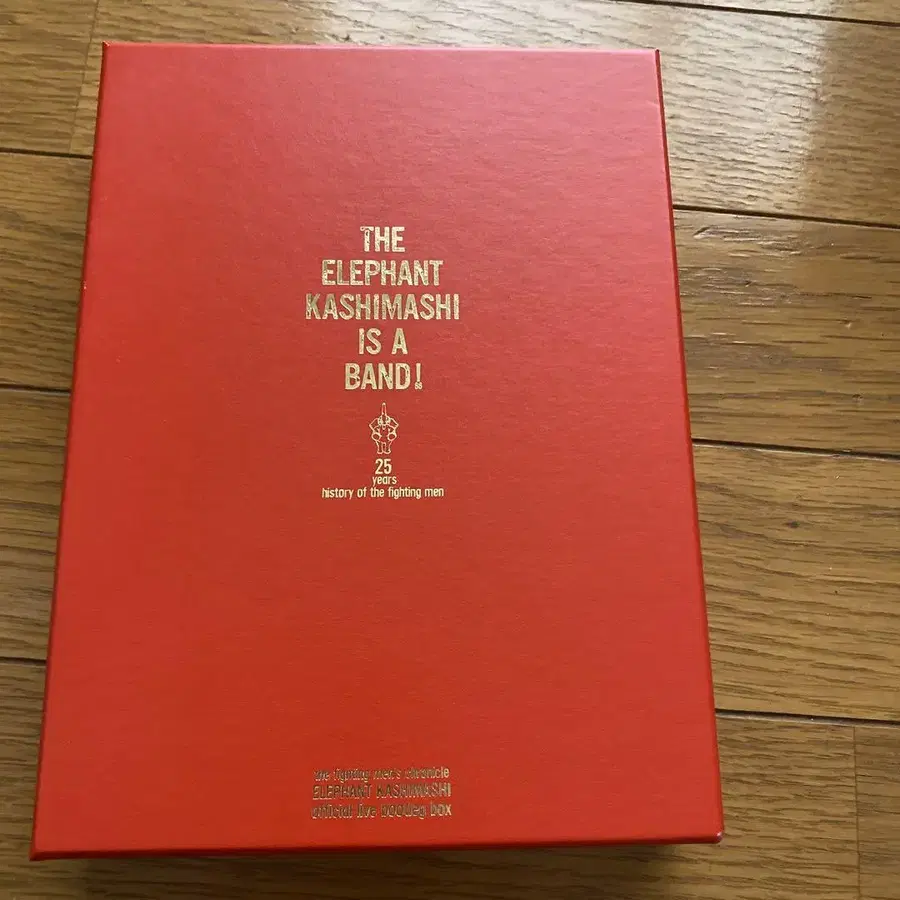 THE
ELEPHANT
KASHIMASHI
IS A
BAND!
25
years
history of the fighting men
the fighting men's chronicle
ELEPHANT KASHIMASHI
official live bootleg box